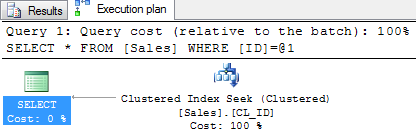 Results Execution plan
Query 1: Query cost (relative to the batch): 100%
SELECT * FROM [Sales] WHERE [ID]=@1
SELECT
Cost: 0 %
Clustered Index Seek (Clustered)
[Sales].[CL_ID]
Cost: 100 %